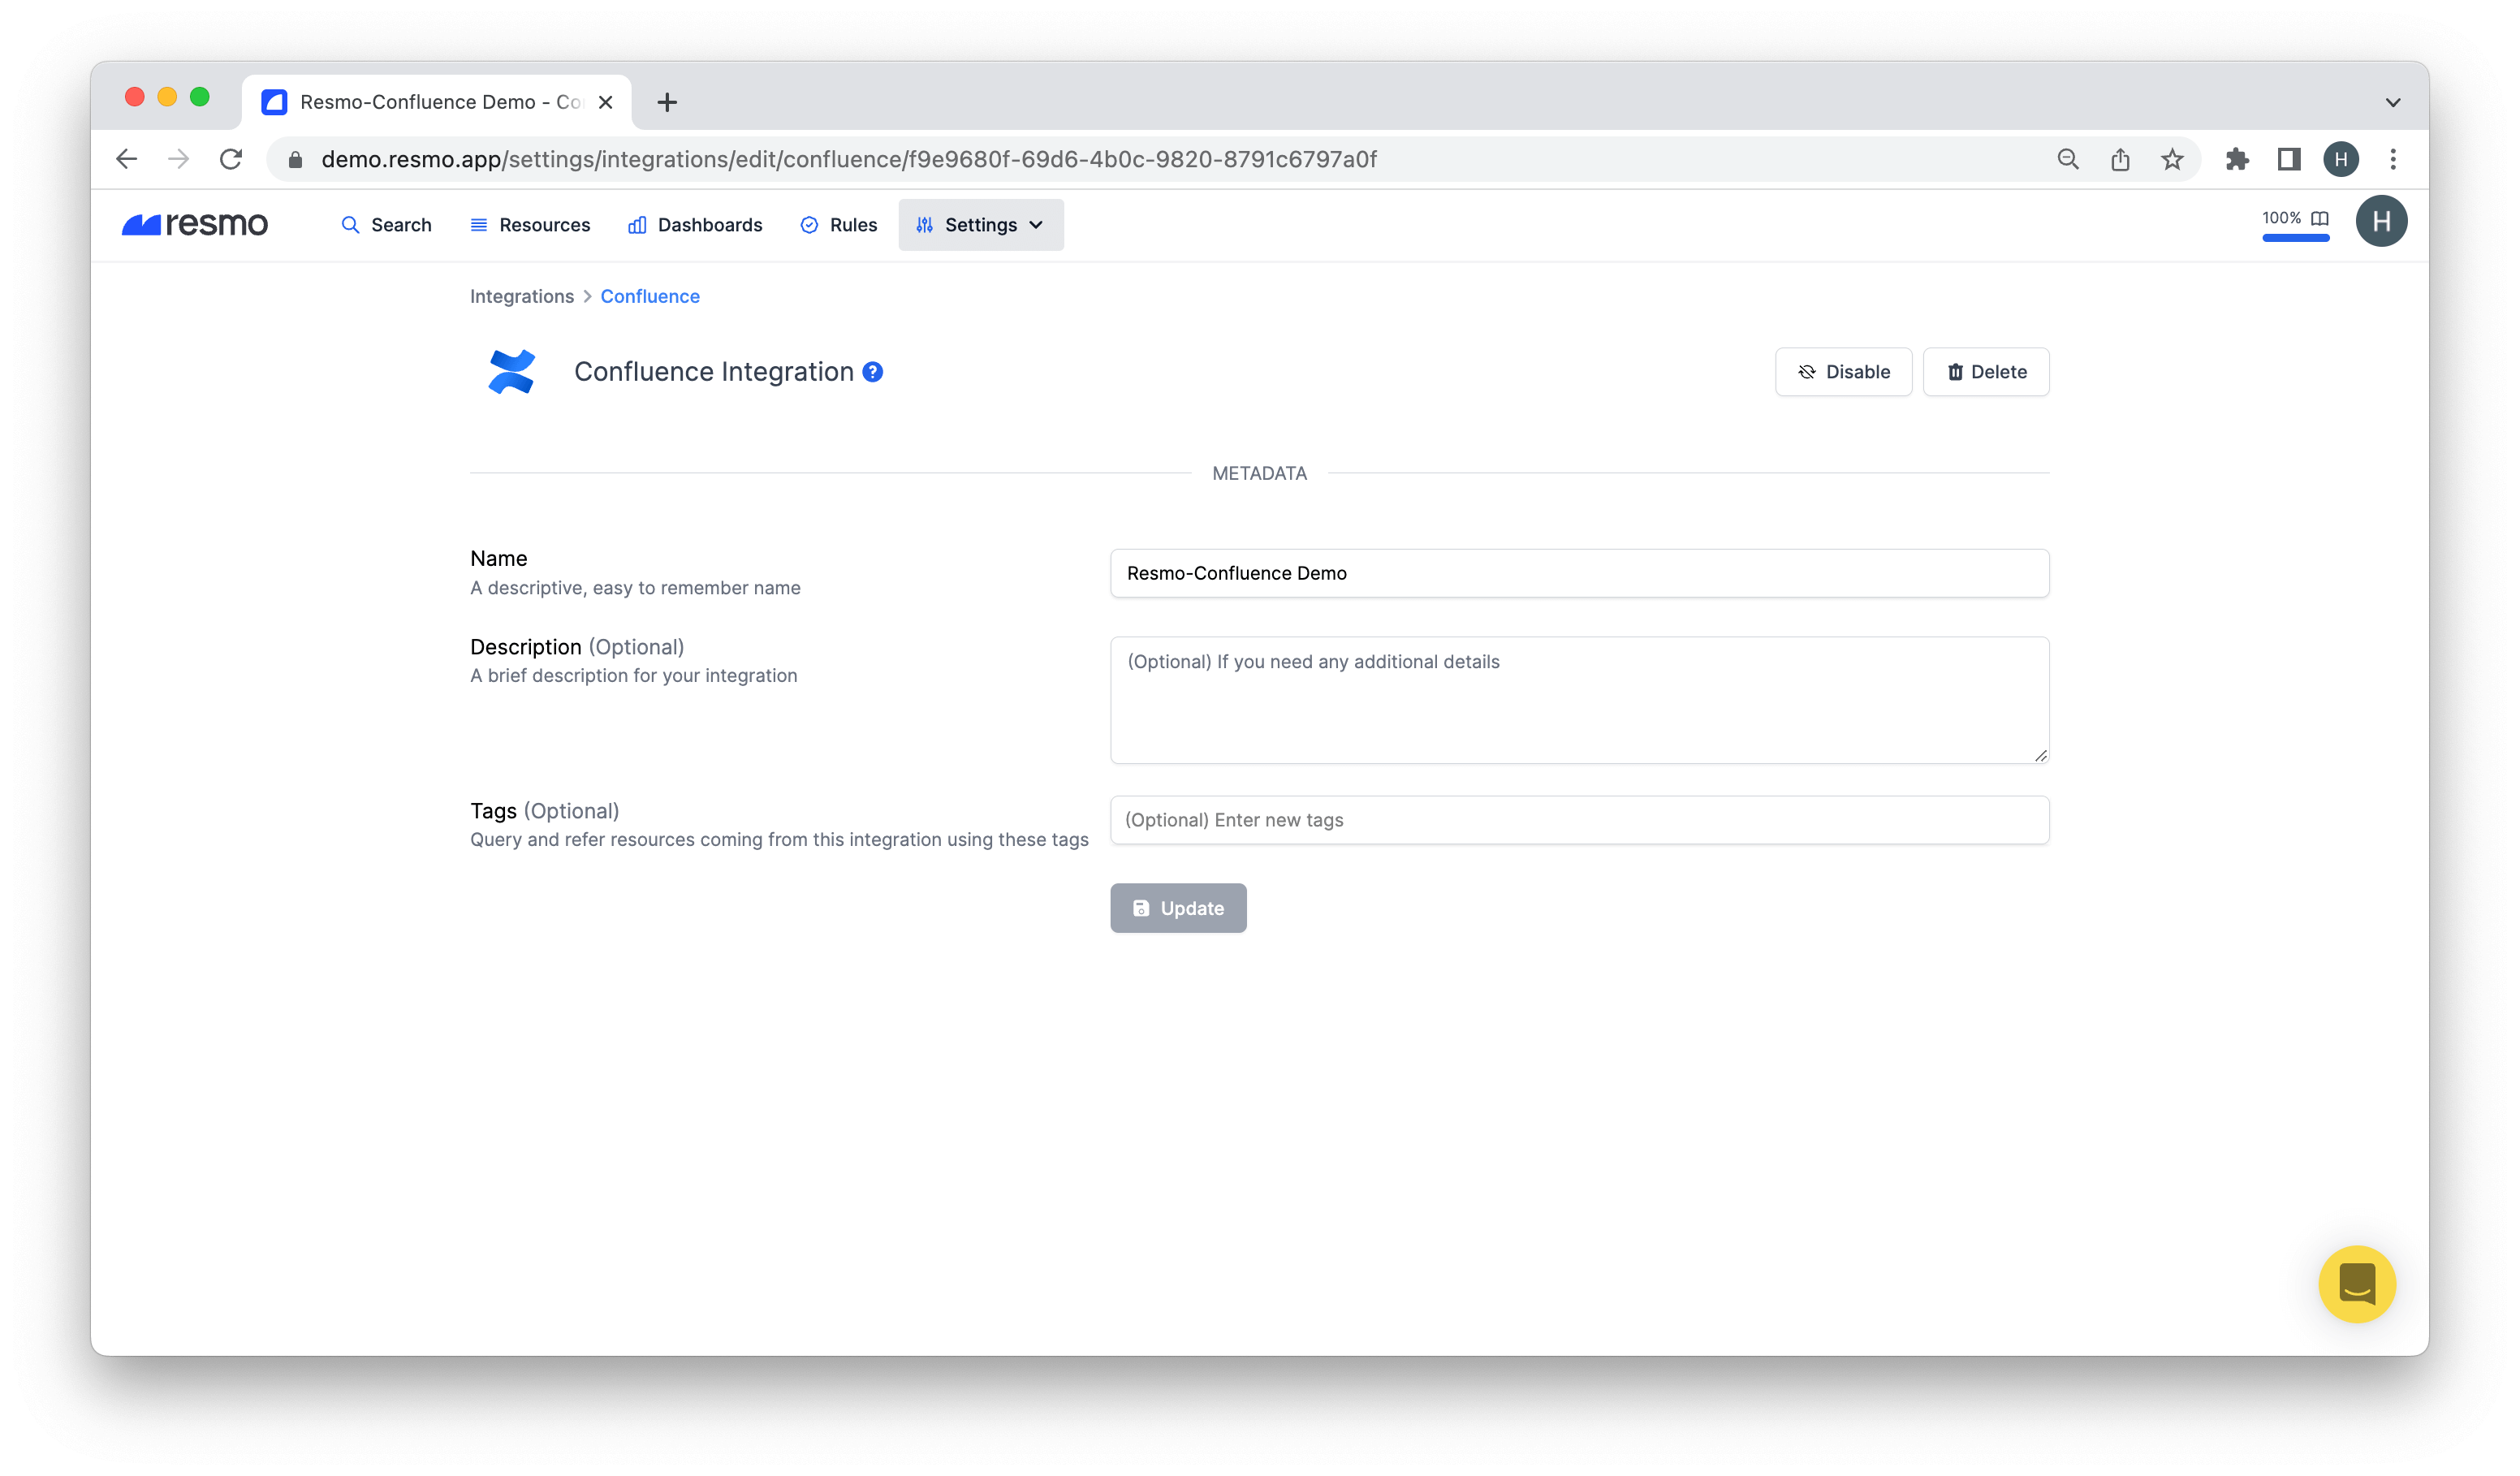 Resmo-Confluence Demo - Co
demo.resmo.app/settings/integrations/edit/confluence/f9e9680f-69d6-4b0c-9820-8791c6797a0f
H
resmo
Search
Resources
Dashboards
Rules
Settings
100%
H
Integrations > Confluence
Confluence Integration ?
Disable
Delete
METADATA
Name
A descriptive, easy to remember name
Resmo-Confluence Demo
Description (Optional)
A brief description for your integration
(Optional) If you need any additional details
Tags (Optional)
Query and refer resources coming from this integration using these tags
(Optional) Enter new tags
Update